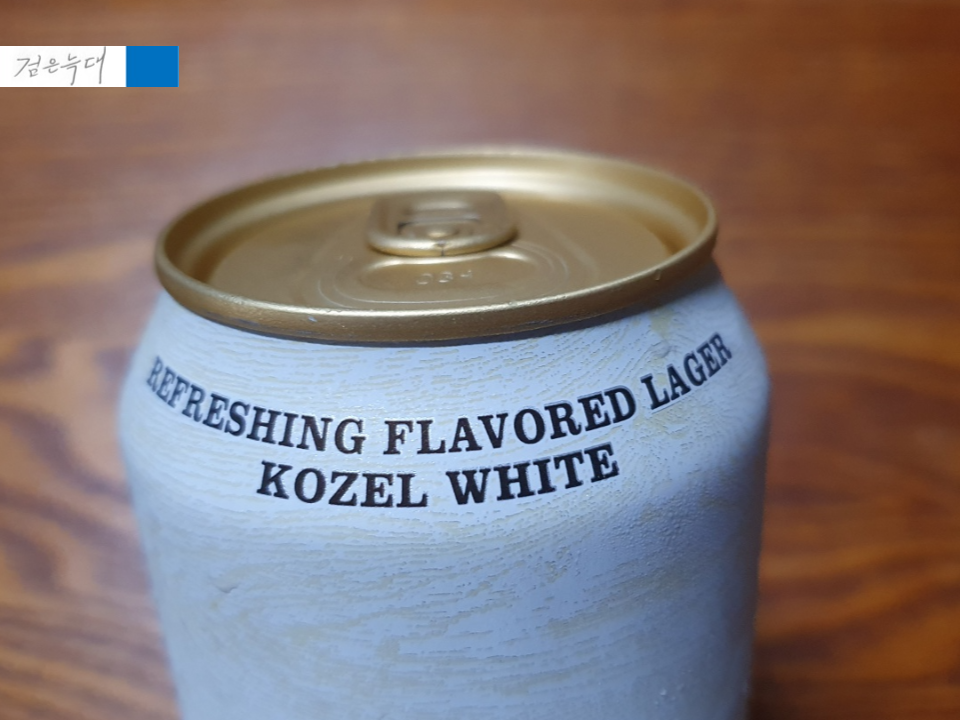 검은늑대
REFRESHING FLAVORED LAGER
KOZEL WHITE